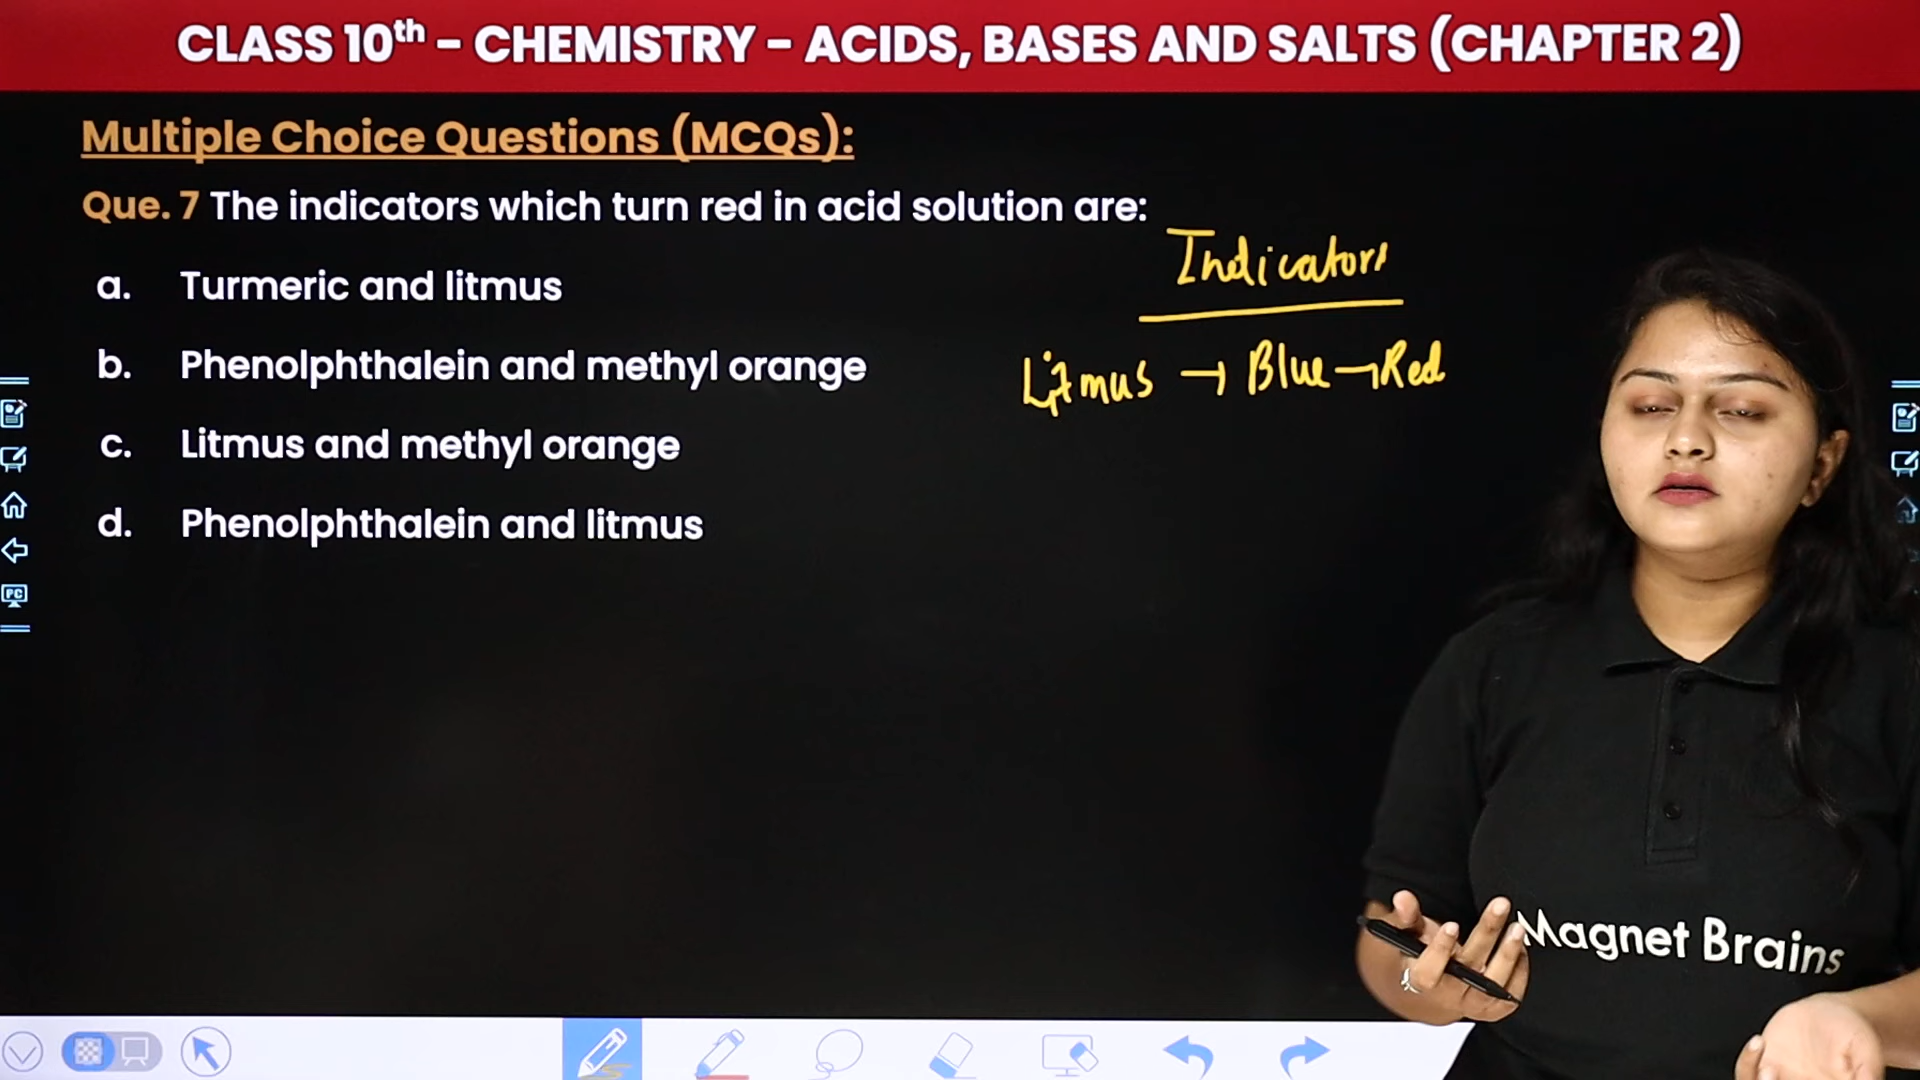 CLASS 10th - CHEMISTRY - ACIDS, BASES AND SALTS (CHAPTER 2)
Multiple Choice Questions (MCQs):
Que. 7 The indicators which turn red in acid solution are:
a. Turmeric and litmus
b. Phenolphthalein and methyl orange
c. Litmus and methyl orange
d. Phenolphthalein and litmus
Indicators
Litmus → Blue → Red
Magnet Brains
PC